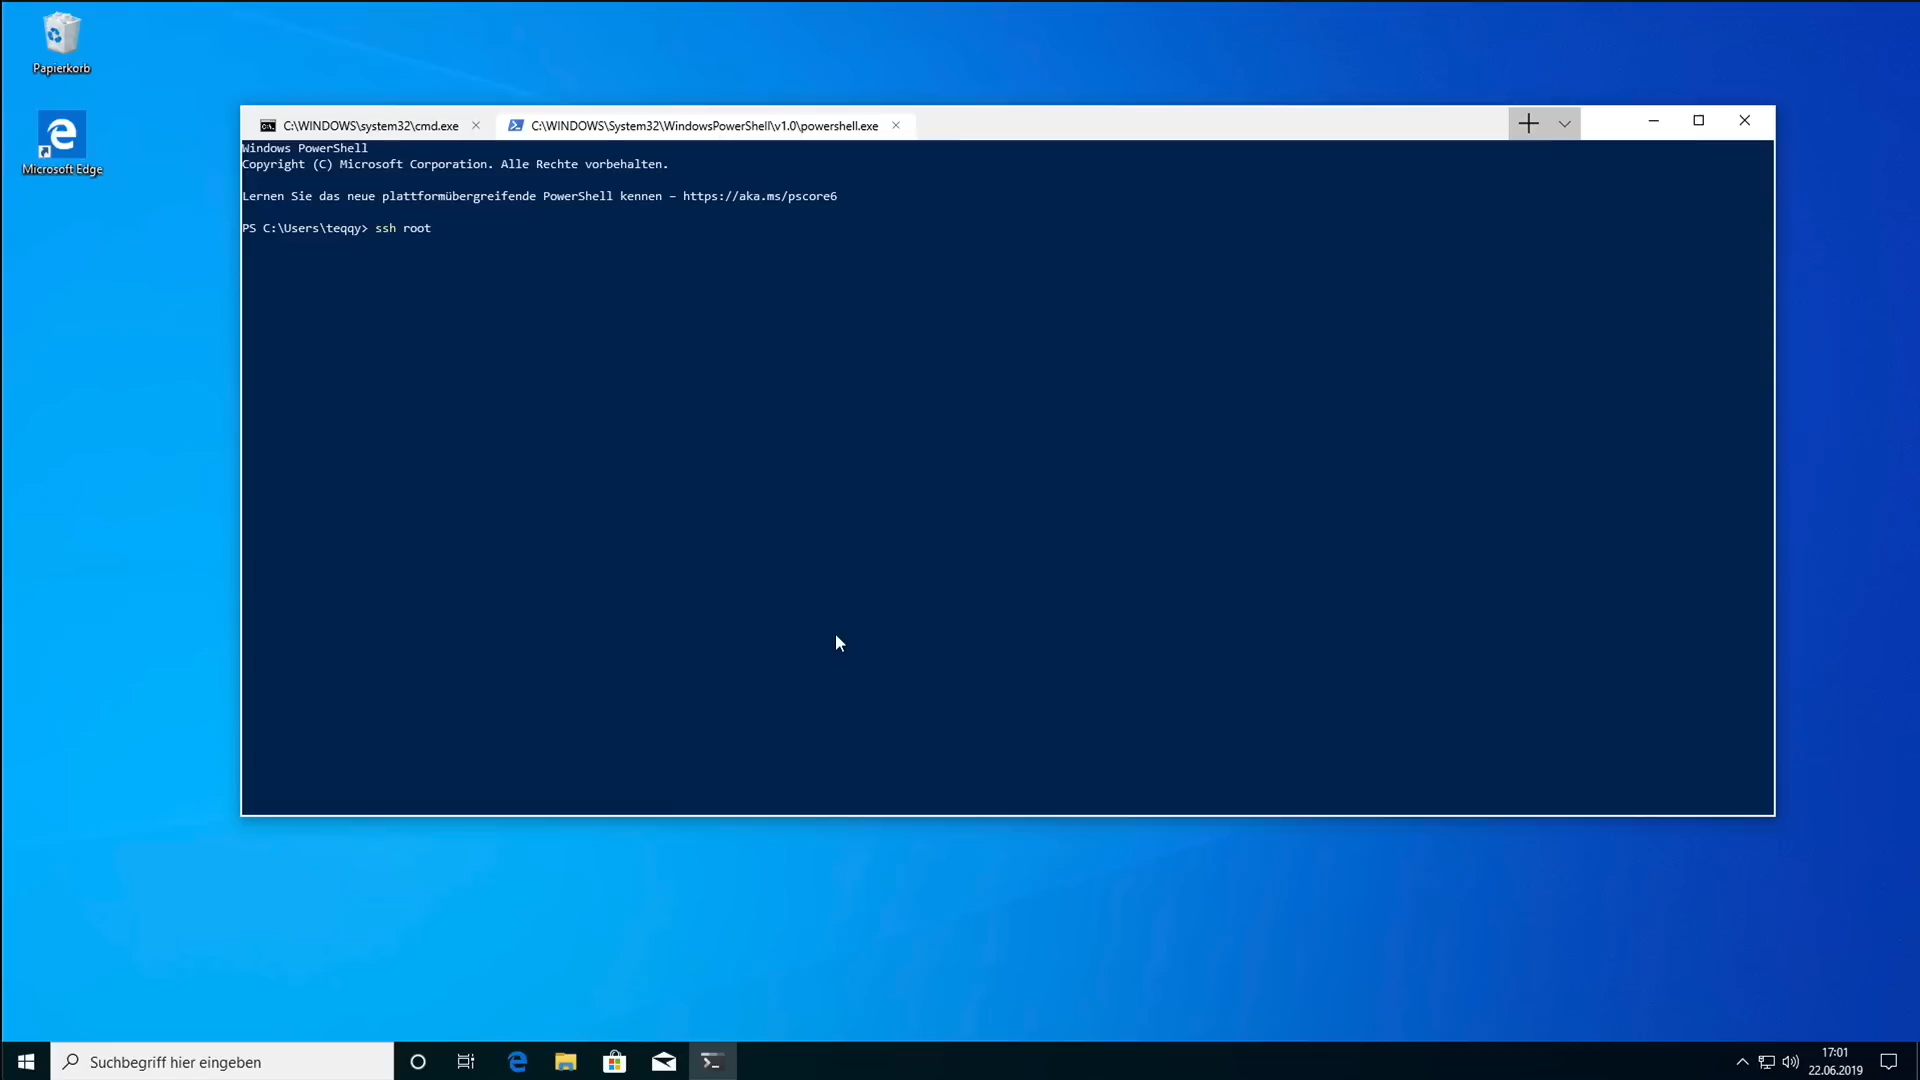 Papierkorb
Microsoft Edge
C:\WINDOWS\system32\cmd.exe
C:\WINDOWS\System32\WindowsPowerShell\v1.0\powershell.exe
Windows PowerShell
Copyright (C) Microsoft Corporation. Alle Rechte vorbehalten.
Lernen Sie das neue plattformübergreifende PowerShell kennen – https://aka.ms/pscore6
PS C:\Users\teqqy> ssh root
Suchbegriff hier eingeben
17:01
22.06.2019